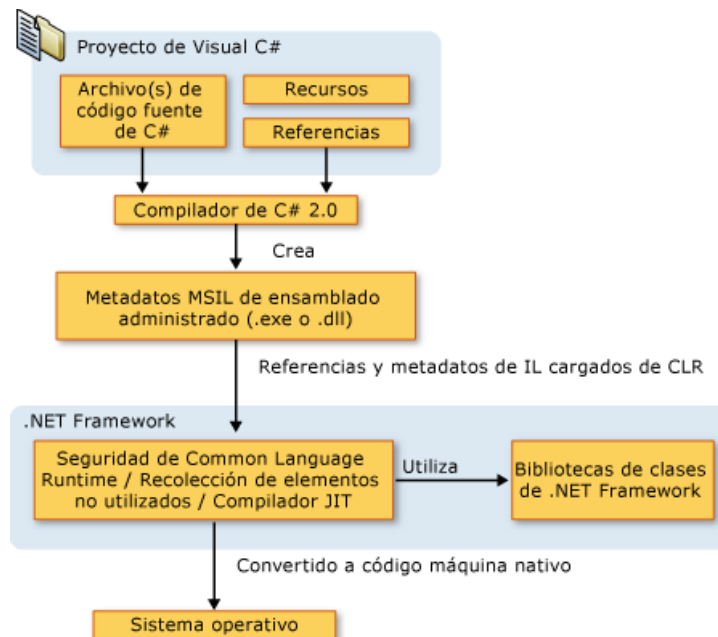 Proyecto de Visual C#
Archivo(s) de
código fuente
de C#
Recursos
Referencias
Compilador de C# 2.0
Crea
Metadatos MSIL de ensamblado
administrado (.exe o .dll)
Referencias y metadatos de IL cargados de CLR
.NET Framework
Seguridad de Common Language
Runtime / Recolección de elementos
no utilizados / Compilador JIT
Utiliza
Bibliotecas de clases
de .NET Framework
Convertido a código máquina nativo
Sistema operativo